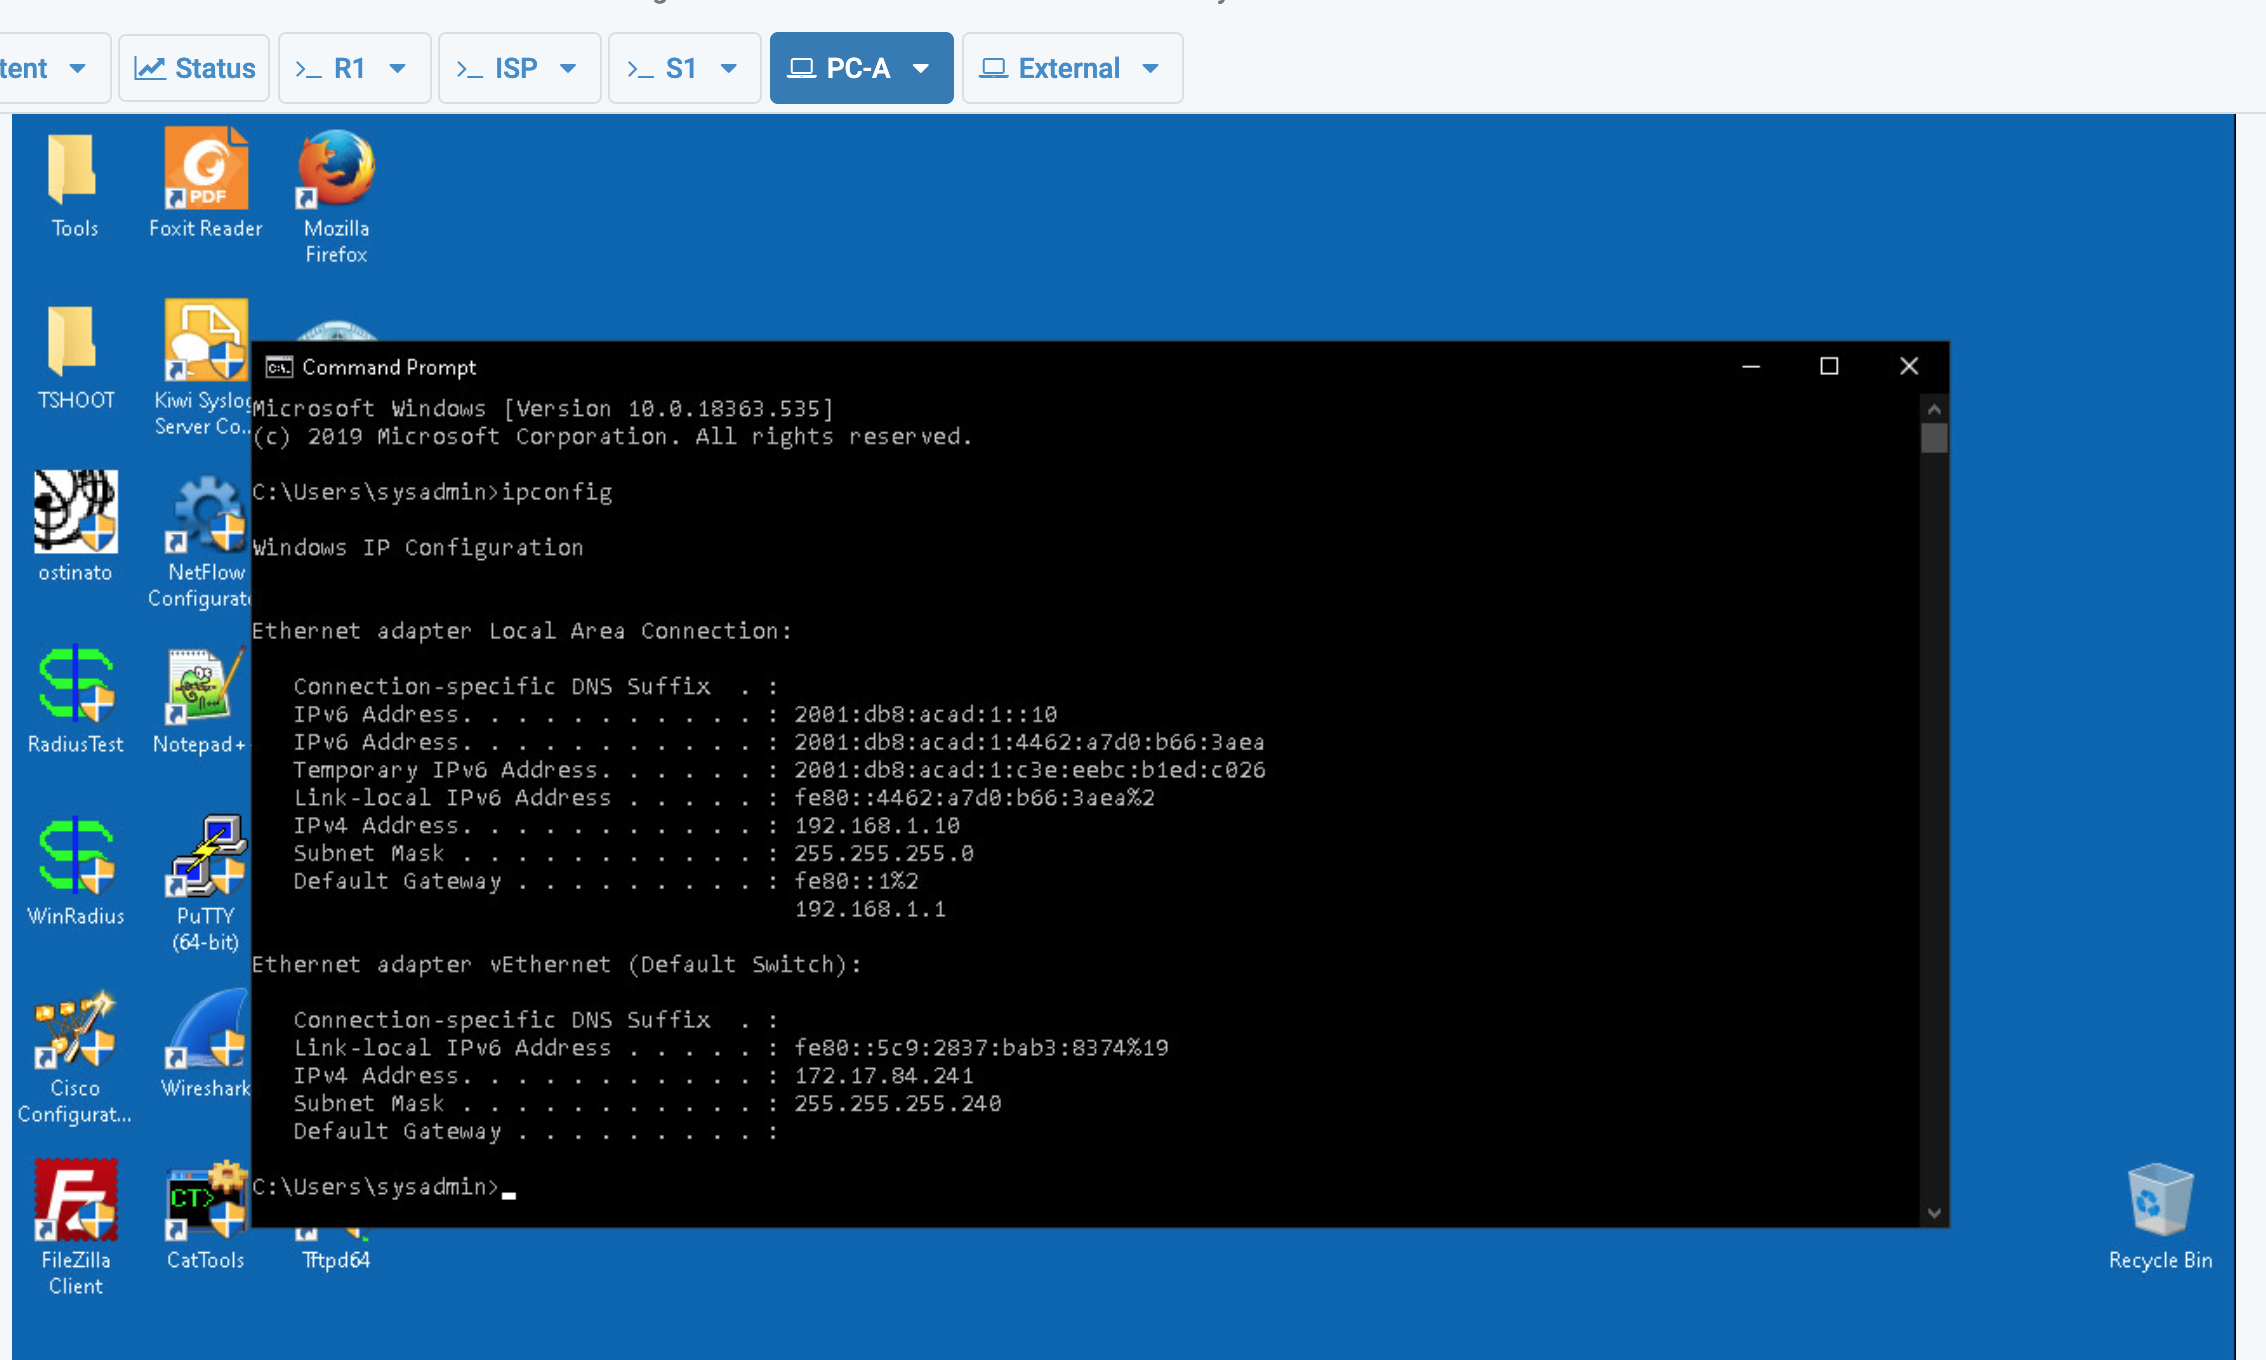 tent
Status
>_ R1
>_ ISP
>_ S1
PC-A
External
Tools
Foxit Reader
Mozilla
Firefox
PDF
TSHOOT
Kiwi Syslog
Server Co...
ostinato
NetFlow
RadiusTest
Notepad+
WinRadius
PuTTY
(64-bit)
Cisco
Configurat...
Wireshark
FileZilla
Client
CT>
CatTools
Tftpd64
Recycle Bin
C:\. Command Prompt
Microsoft Windows [Version 10.0.18363.535]
(c) 2019 Microsoft Corporation. All rights reserved.
C:\Users\sysadmin>ipconfig
Windows IP Configuration
Ethernet adapter Local Area Connection:
Connection-specific DNS Suffix  . :
IPv6 Address. . . . . . . . . . . : 2001:db8:acad:1::10
IPv6 Address. . . . . . . . . . . : 2001:db8:acad:1:4462:a7d0:b66:3aea
Temporary IPv6 Address. . . . . . : 2001:db8:acad:1:c3e:eebc:b1ed:c026
Link-local IPv6 Address . . . . . : fe80::4462:a7d0:b66:3aea%2
IPv4 Address. . . . . . . . . . . : 192.168.1.10
Subnet Mask . . . . . . . . . . . : 255.255.255.0
Default Gateway . . . . . . . . . : fe80::1%2
192.168.1.1
Ethernet adapter vEthernet (Default Switch):
Connection-specific DNS Suffix  . :
Link-local IPv6 Address . . . . . : fe80::5c9:2837:bab3:8374%19
IPv4 Address. . . . . . . . . . . : 172.17.84.241
Subnet Mask . . . . . . . . . . . : 255.255.255.240
Default Gateway . . . . . . . . . :
C:\Users\sysadmin>